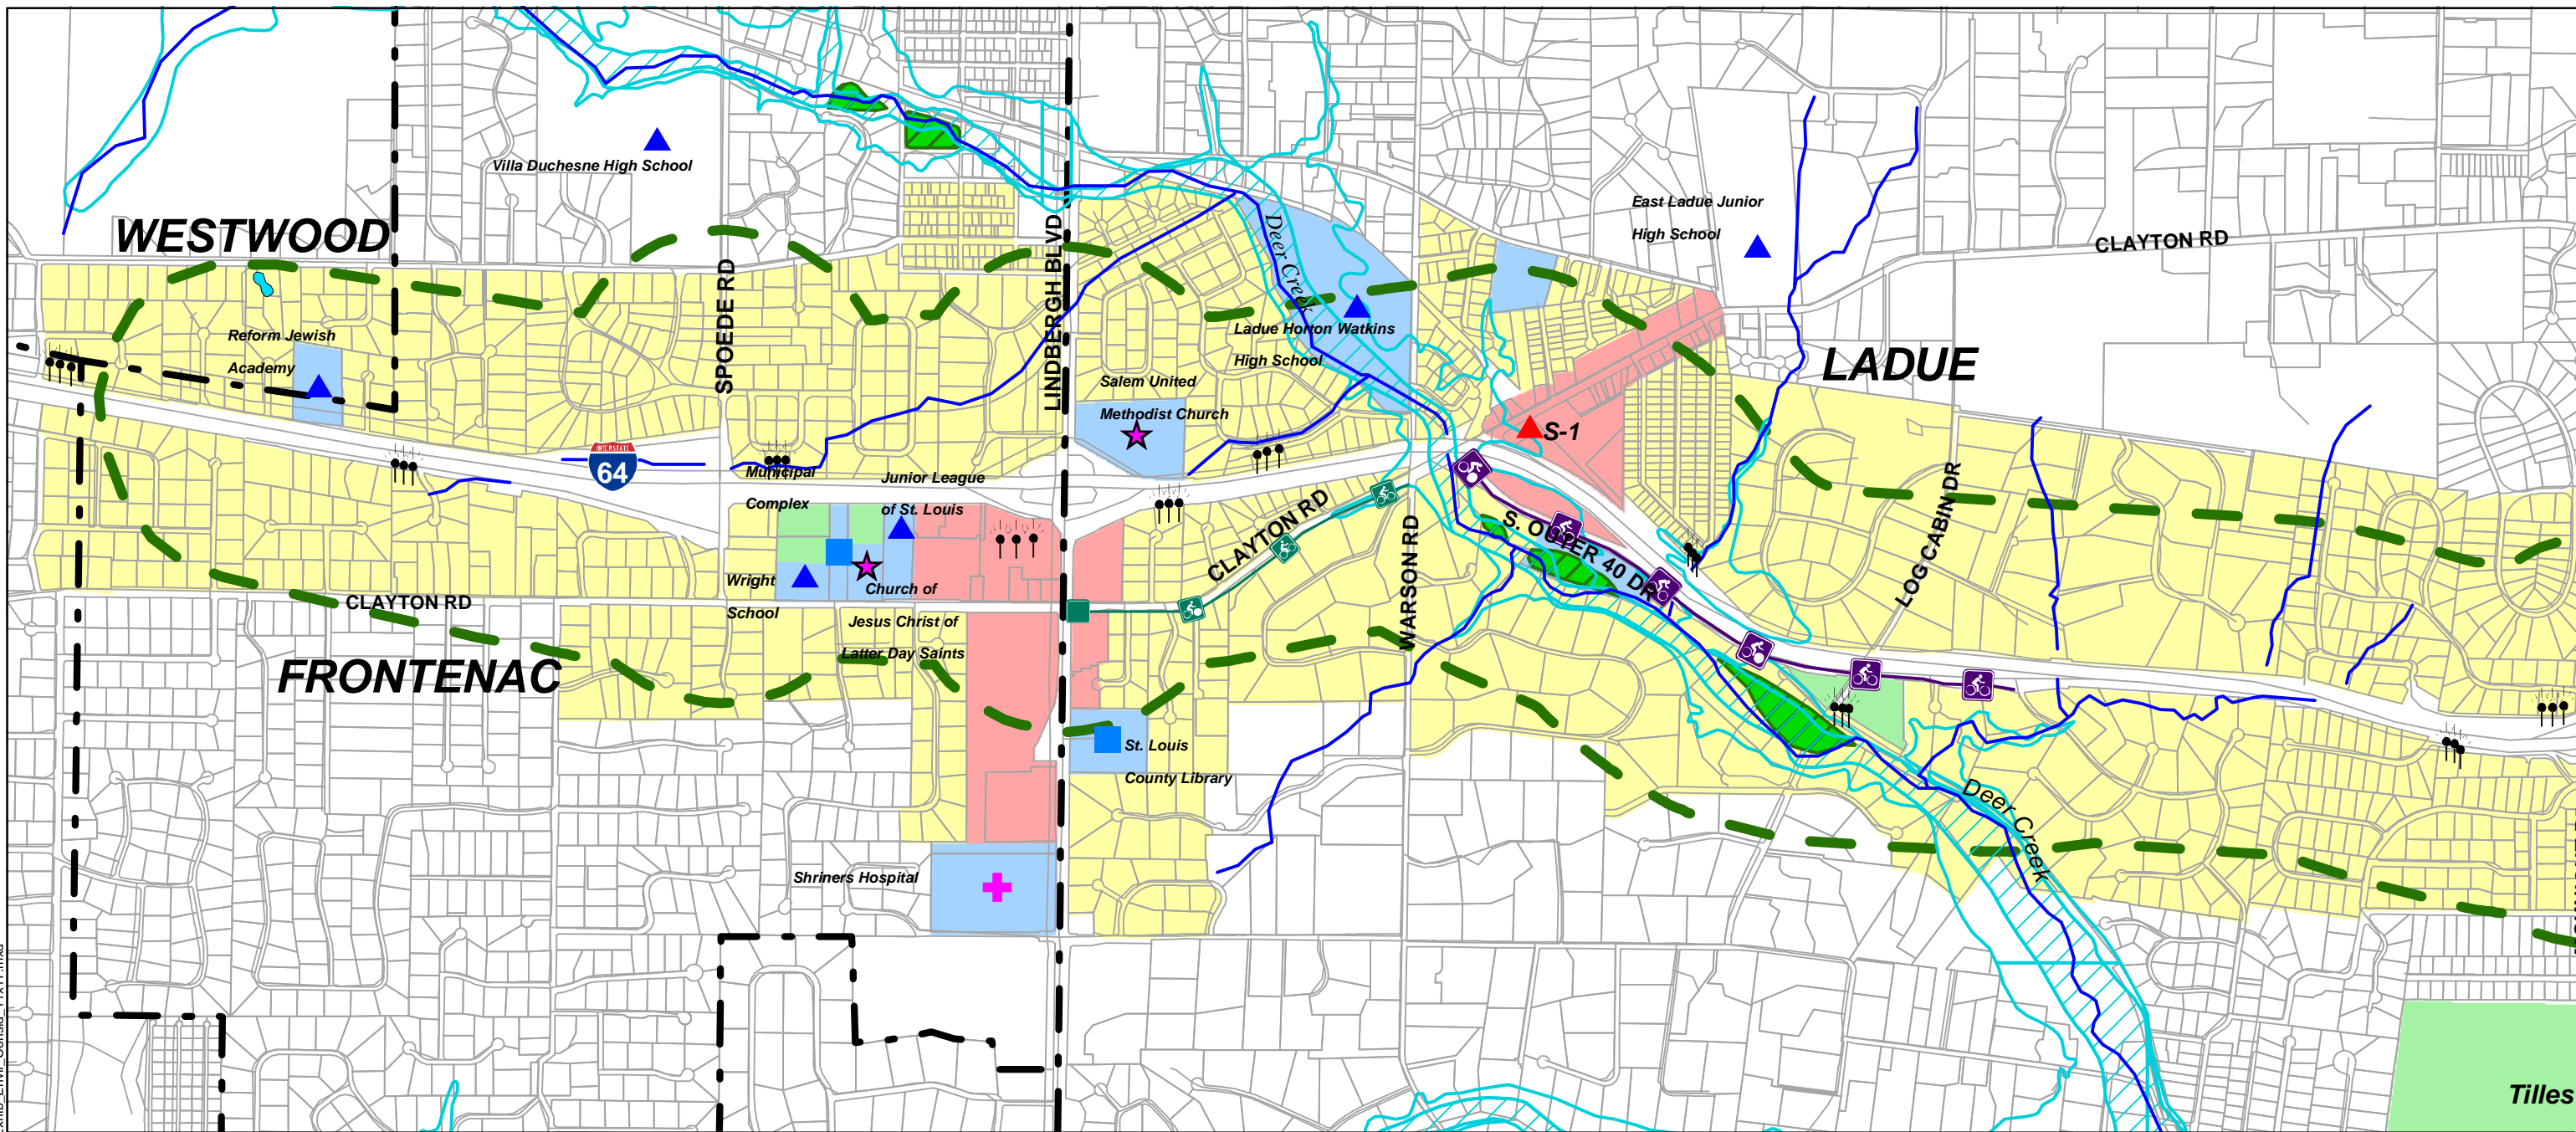 Villa Duchesne High School
East Ladue Junior
High School
WESTWOOD
CLAYTON RD
LINDBERGH BLVD
Deer Creek
SPOEDE RD
Reform Jewish
Academy
Ladue Horton Watkins
High School
LADUE
Salem United
Methodist Church
S-1
INTERSTATE
64
Municipal
Complex
Junior League
of St. Louis
CLAYTON RD
S. OUTER 40 DR
WARSON RD
LOG CABIN DR
Wright
School
Church of
Jesus Christ of
Latter Day Saints
CLAYTON RD
FRONTENAC
St. Louis
County Library
Deer Creek
Shriners Hospital
Tilles